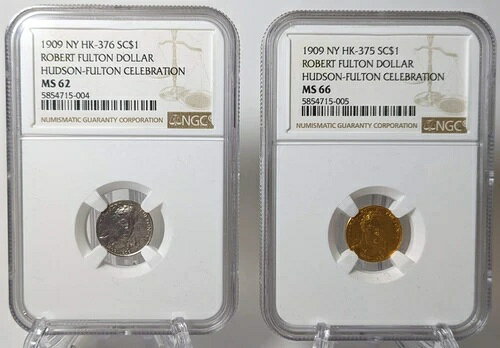 1909 NY HK-376 SC$1
ROBERT FULTON DOLLAR
HUDSON-FULTON CELEBRATION
MS 62
5854715-004
NUMISMATIC GUARANTY CORPORATION
NGC
1909 NY HK-375 SC$1
ROBERT FULTON DOLLAR
HUDSON-FULTON CELEBRATION
MS 66
5854715-005
NUMISMATIC GUARANTY CORPORATION
NGC